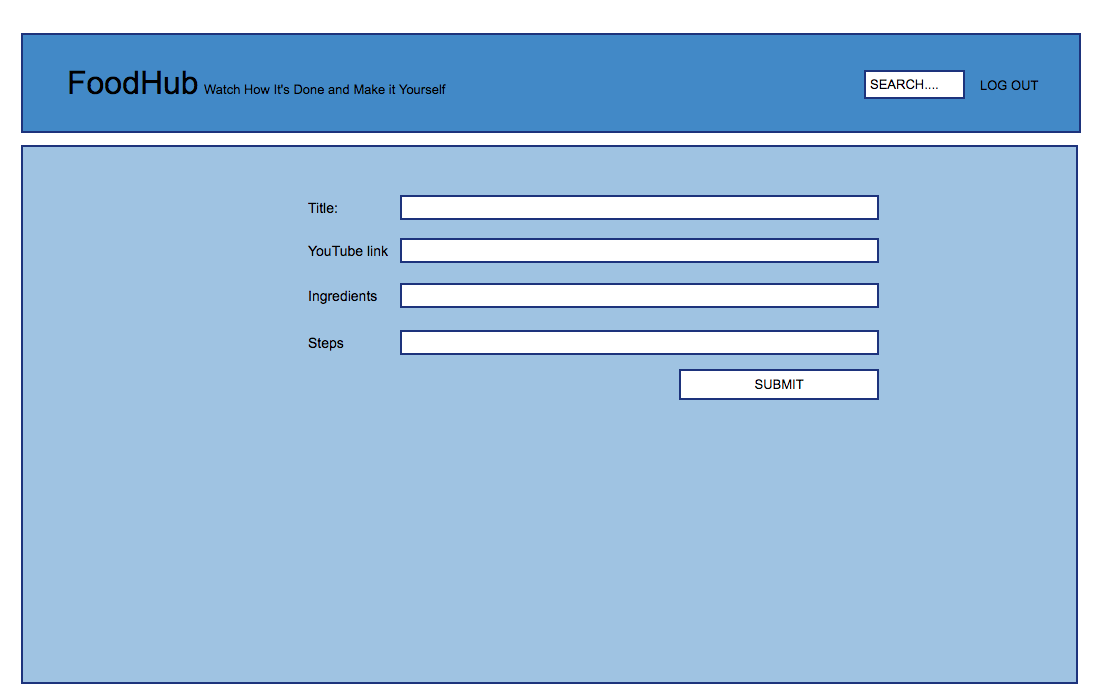 FoodHub Watch How It's Done and Make it Yourself
SEARCH....
LOG OUT
Title:
YouTube link
Ingredients
Steps
SUBMIT